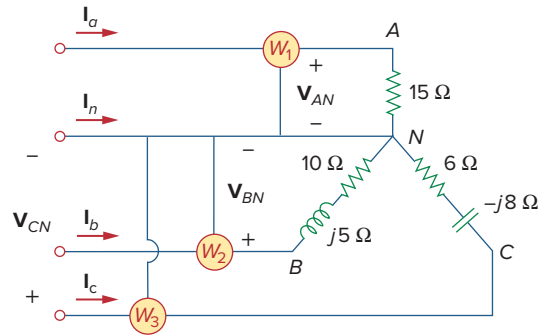 I_a
W_1
A
+
V_AN
15 Ω
I_n
−
N
−
−
10 Ω
6 Ω
V_BN
−j8 Ω
V_CN
I_b
j5 Ω
W_2
+
B
C
I_c
+
W_3